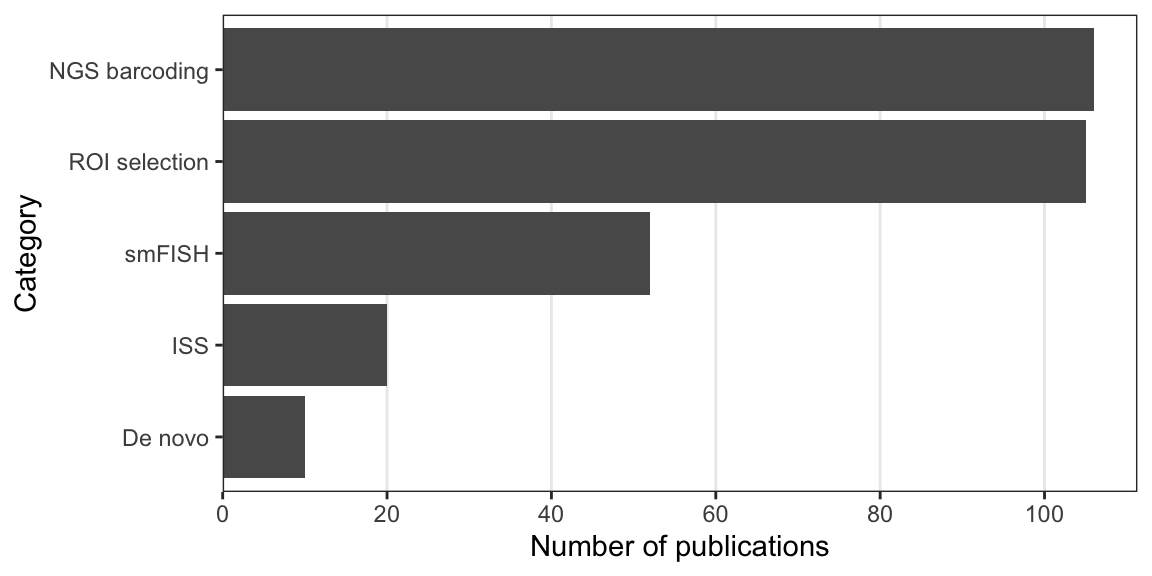 NGS barcoding
ROI selection
smFISH
ISS
De novo
Category
0 20 40 60 80 100
Number of publications